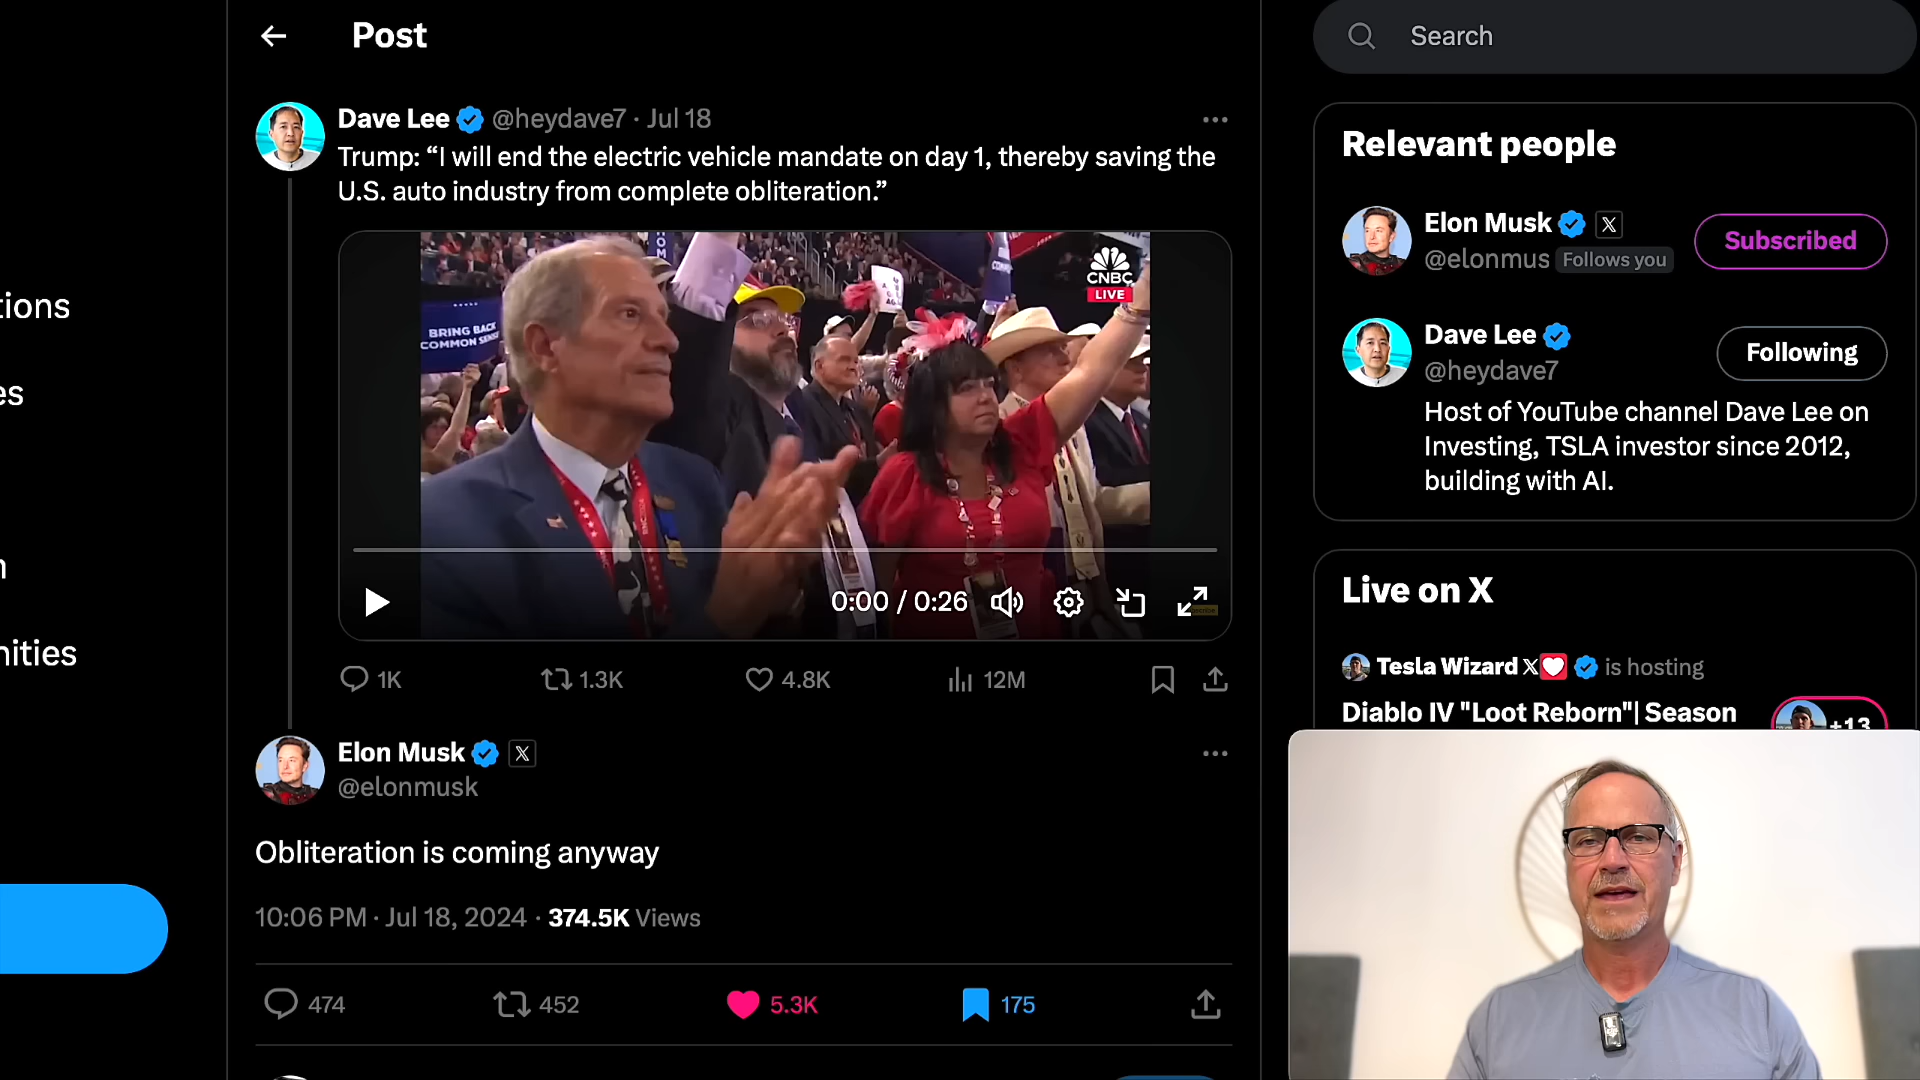 Post
Search
Dave Lee @heydave7 · Jul 18
Trump: “I will end the electric vehicle mandate on day 1, thereby saving the
U.S. auto industry from complete obliteration.”
BRING BACK
COMMON SENSE
CNBC
LIVE
0:00 / 0:26
1K
1.3K
4.8K
12M
Elon Musk
@elonmusk
Obliteration is coming anyway
10:06 PM · Jul 18, 2024 · 374.5K Views
474
452
5.3K
175
Relevant people
Elon Musk
@elonmus Follows you
Subscribed
Dave Lee
@heydave7
Following
Host of YouTube channel Dave Lee on
Investing, TSLA investor since 2012,
building with AI.
Live on X
Tesla Wizard X is hosting
Diablo IV "Loot Reborn"| Season
+13
tions
es
n
nities